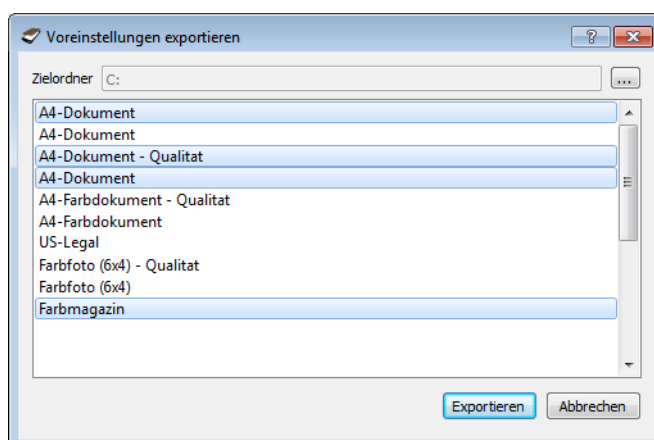 Voreinstellungen exportieren
Zielordner C:
...
A4-Dokument
A4-Dokument
A4-Dokument - Qualitat
A4-Dokument
A4-Farbdokument - Qualitat
A4-Farbdokument
US-Legal
Farbfoto (6x4) - Qualitat
Farbfoto (6x4)
Farbmagazin
Exportieren Abbrechen